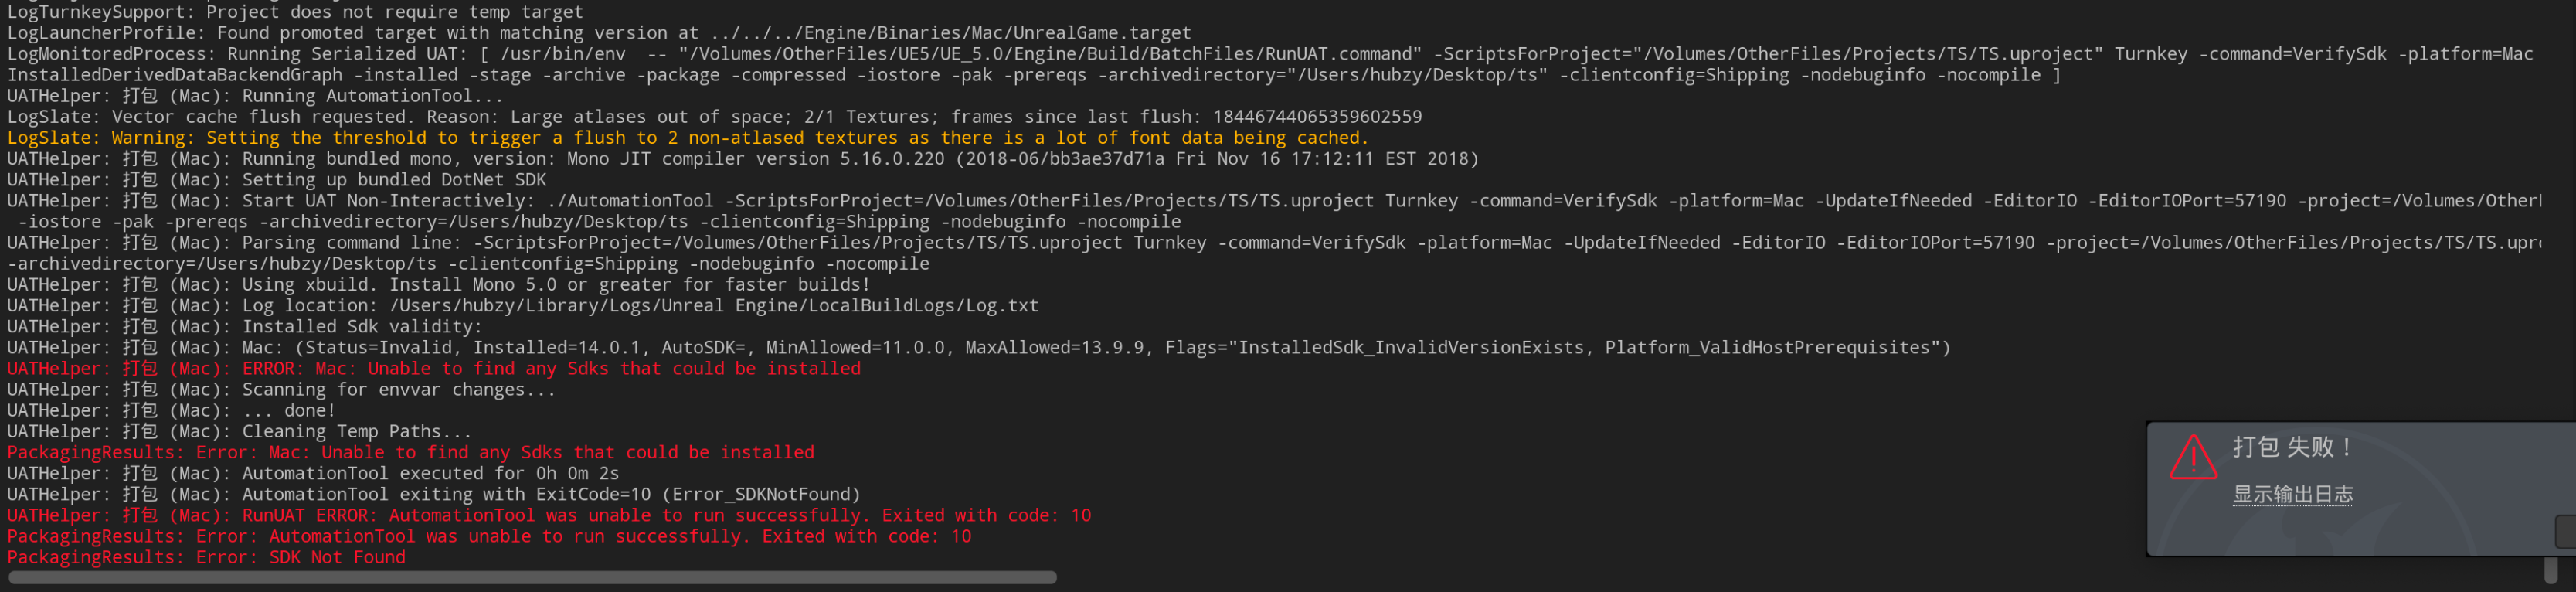 LogTurnkeySupport: Project does not require temp target
LogLauncherProfile: Found promoted target with matching version at ../../../Engine/Binaries/Mac/UnrealGame.target
LogMonitoredProcess: Running Serialized UAT: [ /usr/bin/env  -- "/Volumes/OtherFiles/UE5/UE_5.0/Engine/Build/BatchFiles/RunUAT.command" -ScriptsForProject="/Volumes/OtherFiles/Projects/TS/TS.uproject" Turnkey -command=VerifySdk -platform=Mac
InstalledDerivedDataBackendGraph -installed -stage -archive -package -compressed -iostore -pak -prereqs -archivedirectory="/Users/hubzy/Desktop/ts" -clientconfig=Shipping -nodebuginfo -nocompile ]
UATHelper: 打包 (Mac): Running AutomationTool...
LogSlate: Vector cache flush requested. Reason: Large atlases out of space; 2/1 Textures; frames since last flush: 18446744065359602559
LogSlate: Warning: Setting the threshold to trigger a flush to 2 non-atlased textures as there is a lot of font data being cached.
UATHelper: 打包 (Mac): Running bundled mono, version: Mono JIT compiler version 5.16.0.220 (2018-06/bb3ae37d71a Fri Nov 16 17:12:11 EST 2018)
UATHelper: 打包 (Mac): Setting up bundled DotNet SDK
UATHelper: 打包 (Mac): Start UAT Non-Interactively: ./AutomationTool -ScriptsForProject=/Volumes/OtherFiles/Projects/TS/TS.uproject Turnkey -command=VerifySdk -platform=Mac -UpdateIfNeeded -EditorIO -EditorIOPort=57190 -project=/Volumes/Other
-iostore -pak -prereqs -archivedirectory=/Users/hubzy/Desktop/ts -clientconfig=Shipping -nodebuginfo -nocompile
UATHelper: 打包 (Mac): Parsing command line: -ScriptsForProject=/Volumes/OtherFiles/Projects/TS/TS.uproject Turnkey -command=VerifySdk -platform=Mac -UpdateIfNeeded -EditorIO -EditorIOPort=57190 -project=/Volumes/OtherFiles/Projects/TS/TS.upr
-archivedirectory=/Users/hubzy/Desktop/ts -clientconfig=Shipping -nodebuginfo -nocompile
UATHelper: 打包 (Mac): Using xbuild. Install Mono 5.0 or greater for faster builds!
UATHelper: 打包 (Mac): Log location: /Users/hubzy/Library/Logs/Unreal Engine/LocalBuildLogs/Log.txt
UATHelper: 打包 (Mac): Installed Sdk validity:
UATHelper: 打包 (Mac): Mac: (Status=Invalid, Installed=14.0.1, AutoSDK=, MinAllowed=11.0.0, MaxAllowed=13.9.9, Flags="InstalledSdk_InvalidVersionExists, Platform_ValidHostPrerequisites")
UATHelper: 打包 (Mac): ERROR: Mac: Unable to find any Sdks that could be installed
UATHelper: 打包 (Mac): Scanning for envvar changes...
UATHelper: 打包 (Mac): ... done!
UATHelper: 打包 (Mac): Cleaning Temp Paths...
PackagingResults: Error: Mac: Unable to find any Sdks that could be installed
UATHelper: 打包 (Mac): AutomationTool executed for 0h 0m 2s
UATHelper: 打包 (Mac): AutomationTool exiting with ExitCode=10 (Error_SDKNotFound)
UATHelper: 打包 (Mac): RunUAT ERROR: AutomationTool was unable to run successfully. Exited with code: 10
PackagingResults: Error: AutomationTool was unable to run successfully. Exited with code: 10
PackagingResults: Error: SDK Not Found
打包 失败！
显示输出日志